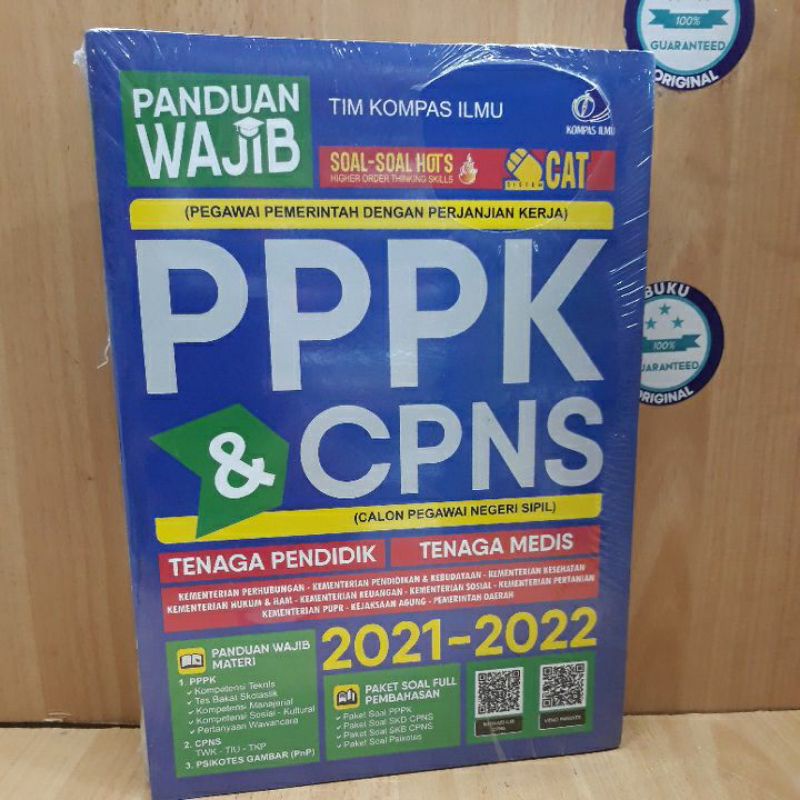 100%
GUARANTEED
ORIGINAL
PANDUAN
WAJIB
TIM KOMPAS ILMU
KOMPAS ILMU
SOAL-SOAL HOTS
HIGHER ORDER THINKING SKILLS
SISTEM CAT
(PEGAWAI PEMERINTAH DENGAN PERJANJIAN KERJA)
PPPK
& CPNS
(CALON PEGAWAI NEGERI SIPIL)
BUKU
100%
ORIGINAL
TENAGA PENDIDIK
TENAGA MEDIS
KEMENTERIAN PERHUBUNGAN - KEMENTERIAN PENDIDIKAN & KEBUDAYAAN - KEMENTERIAN KESEHATAN
KEMENTERIAN HUKUM & HAM - KEMENTERIAN KEUANGAN - KEMENTERIAN SOSIAL - KEMENTERIAN PERTANIAN
KEMENTERIAN PUPR - KEJAKSAAN AGUNG - PEMERINTAH DAERAH
2021-2022
PANDUAN WAJIB
MATERI
1. PPPK
Kompetensi Teknis
Tes Bakat Skolastik
Kompetensi Manajerial
Kompetensi Sosial - Kultural
Pertanyaan Wawancara
2. CPNS
TWK - TIU - TKP
3. PSIKOTES GAMBAR (PnP)
PAKET SOAL FULL
PEMBAHASAN
Paket Soal PPPK
Paket Soal SKD CPNS
Paket Soal SKB CPNS
Paket Soal Psikotes